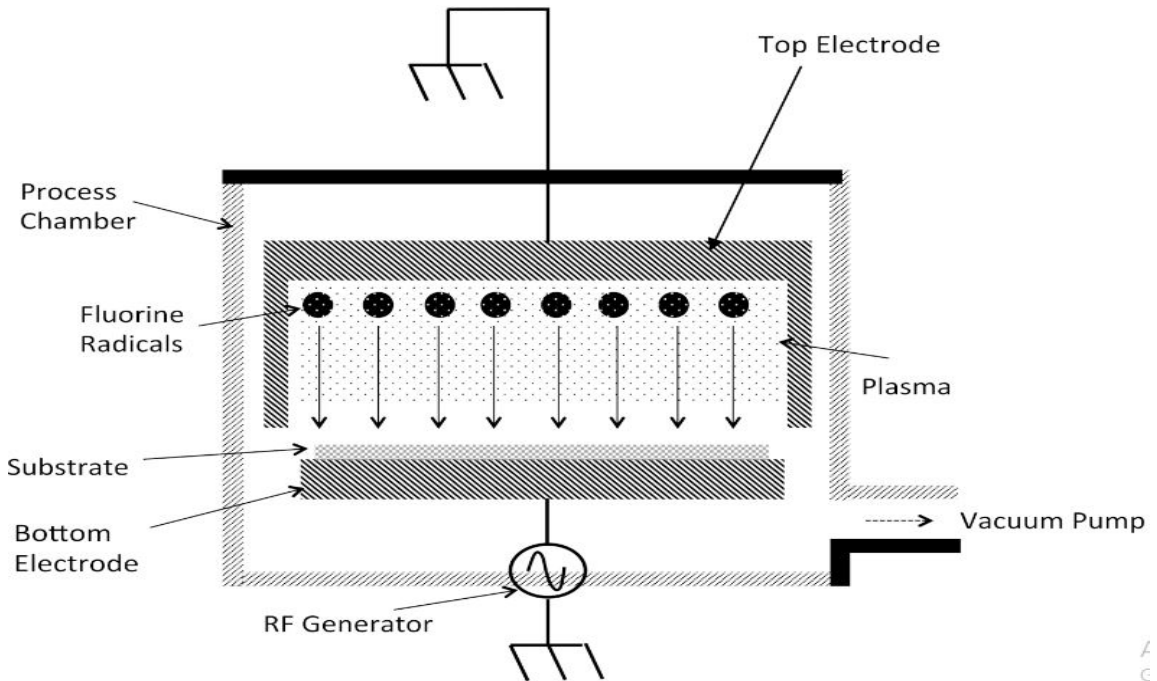 Top Electrode
Process
Chamber
Fluorine
Radicals
Plasma
Substrate
Bottom
Electrode
Vacuum Pump
RF Generator